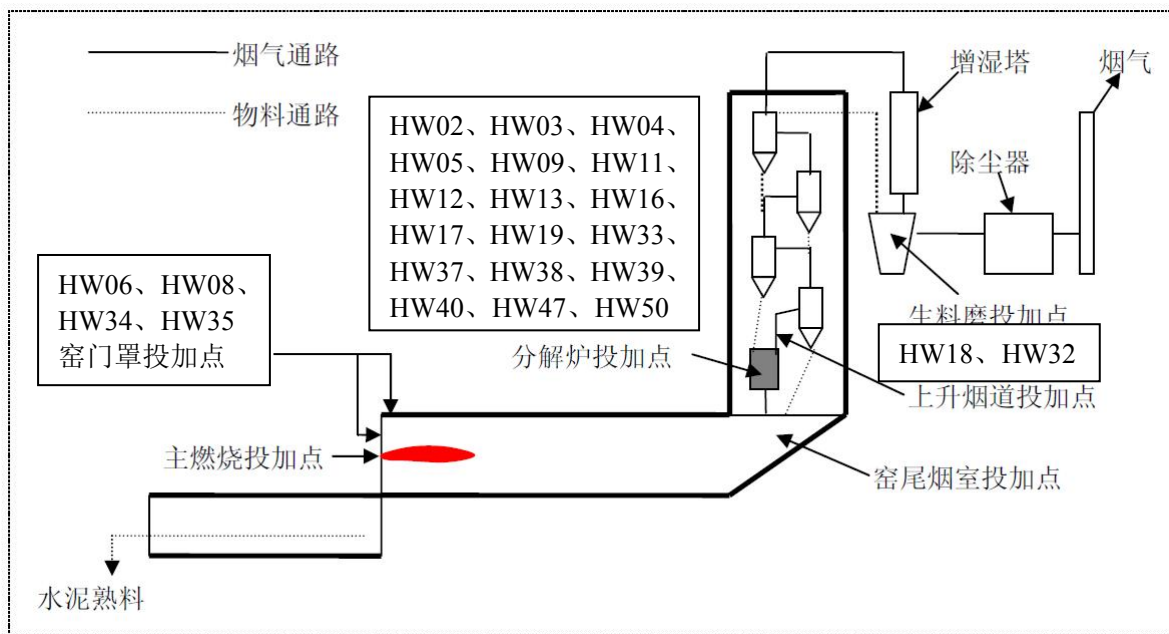 烟气通路
物料通路
HW02、HW03、HW04、
HW05、HW09、HW11、
HW12、HW13、HW16、
HW17、HW19、HW33、
HW37、HW38、HW39、
HW40、HW47、HW50
增湿塔
烟气
除尘器
HW06、HW08、
HW34、HW35
窑门罩投加点
生料磨投加点
HW18、HW32
分解炉投加点
上升烟道投加点
主燃烧投加点
窑尾烟室投加点
水泥熟料